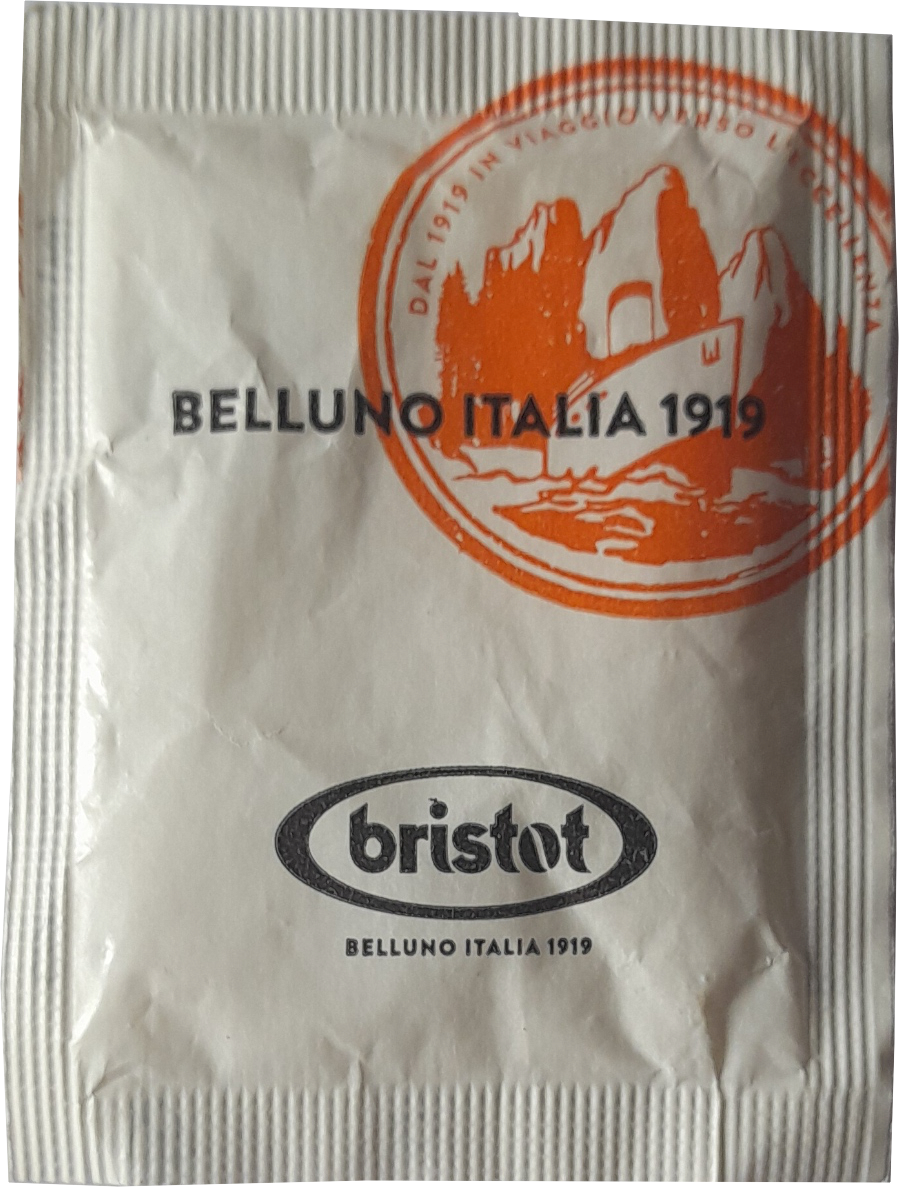 DAL 1919 IN VIAGGIO VERSO L'ECCELLENZA
BELLUNO ITALIA 1919
bristot
BELLUNO ITALIA 1919